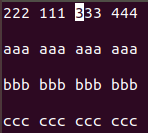 222 111 333 444
aaa aaa aaa aaa
bbb bbb bbb bbb
ccc ccc ccc ccc